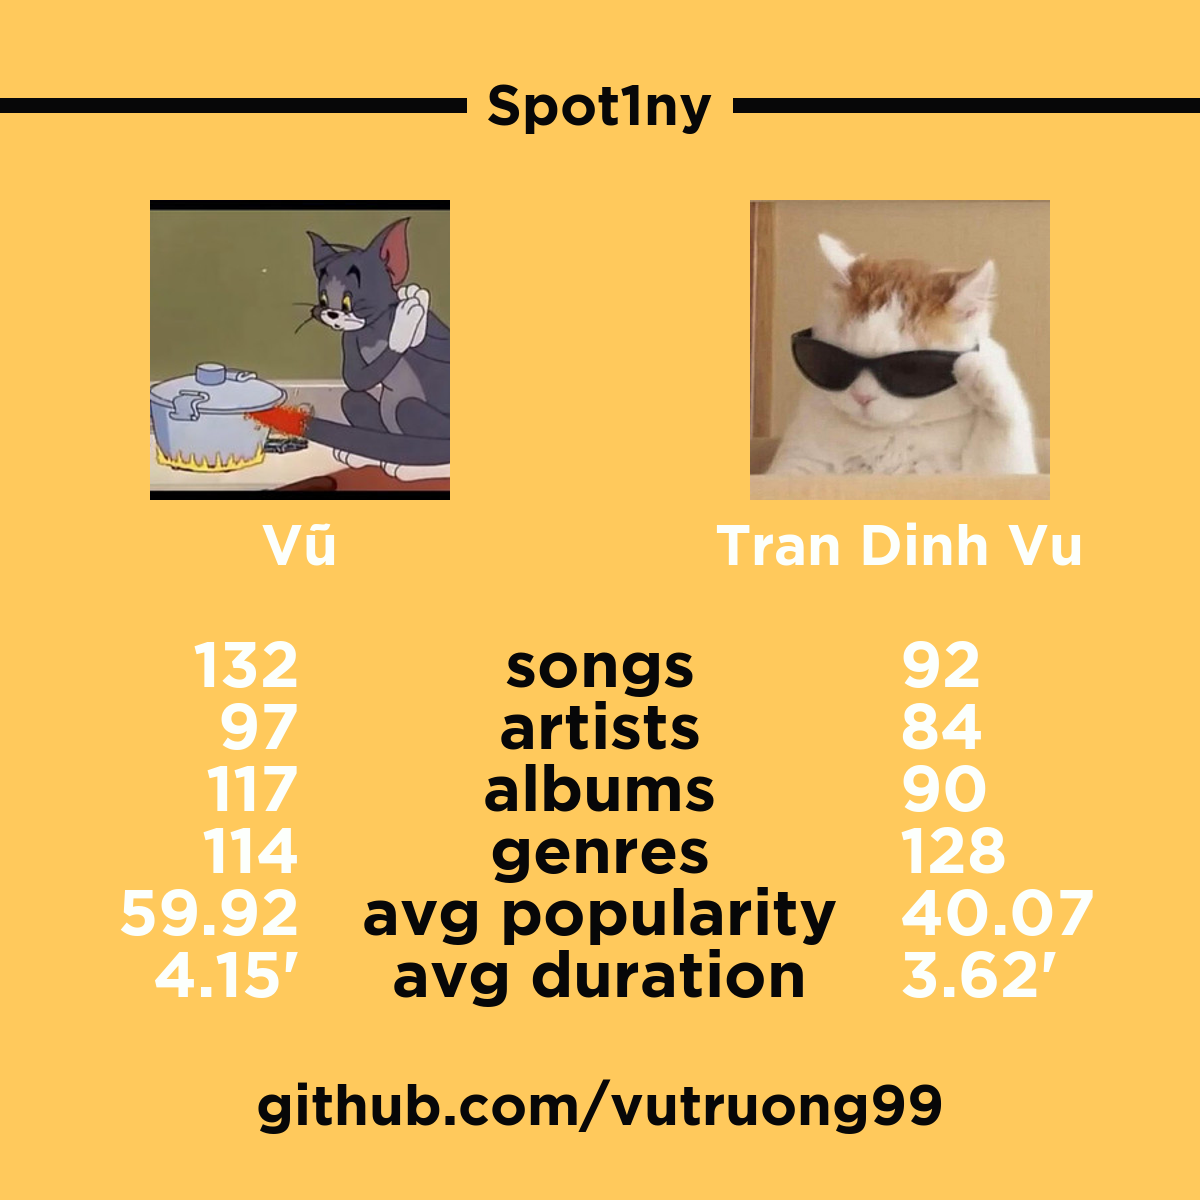 Spot1ny
Vũ Tran Dinh Vu
132 songs 92
97 artists 84
117 albums 90
114 genres 128
59.92 avg popularity 40.07
4.15' avg duration 3.62'
github.com/vutruong99